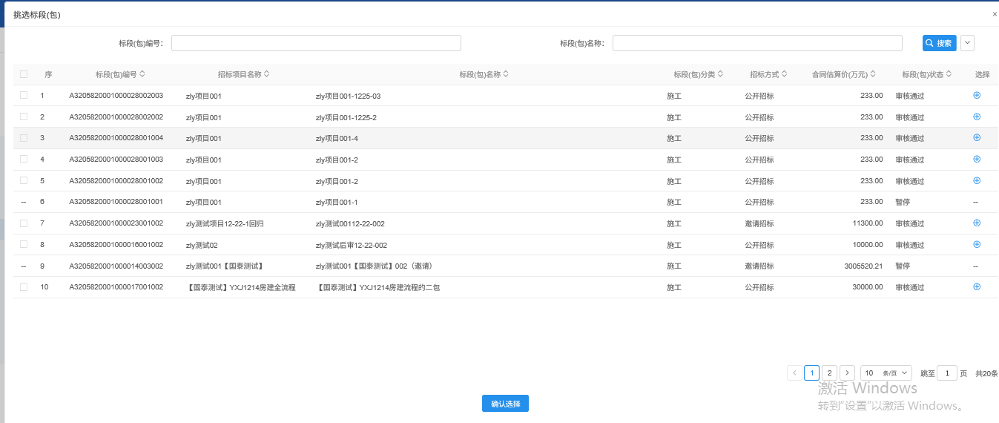 挑选标段(包) ×
标段(包)编号: 标段(包)名称: 搜索
序 标段(包)编号 招标项目名称 标段(包)名称 标段(包)分类 招标方式 合同估算价(万元) 标段(包)状态 选择
1 A3205820001000028002003 zly项目001 zly项目001-1225-03 施工 公开招标 233.00 审核通过
2 A3205820001000028002002 zly项目001 zly项目001-1225-2 施工 公开招标 233.00 审核通过
3 A3205820001000028001004 zly项目001 zly项目001-4 施工 公开招标 233.00 审核通过
4 A3205820001000028001003 zly项目001 zly项目001-2 施工 公开招标 233.00 审核通过
5 A3205820001000028001002 zly项目001 zly项目001-2 施工 公开招标 233.00 审核通过
-- 6 A3205820001000028001001 zly项目001 zly项目001-1 施工 公开招标 233.00 暂停 --
7 A3205820001000023001002 zly测试项目12-22-1回归 zly测试00112-22-002 施工 邀请招标 11300.00 审核通过
8 A3205820001000016001002 zly测试02 zly测试后审12-22-002 施工 公开招标 10000.00 审核通过
-- 9 A3205820001000014003002 zly测试001【国泰测试】 zly测试001【国泰测试】002（邀请） 施工 邀请招标 3005520.21 暂停 --
10 A3205820001000017001002 【国泰测试】YXJ1214房建全流程 【国泰测试】YXJ1214房建流程的二包 施工 公开招标 30000.00 审核通过
1 2 10 条/页 跳至 1 页 共20条
激活 Windows
转到"设置"以激活 Windows。
确认选择